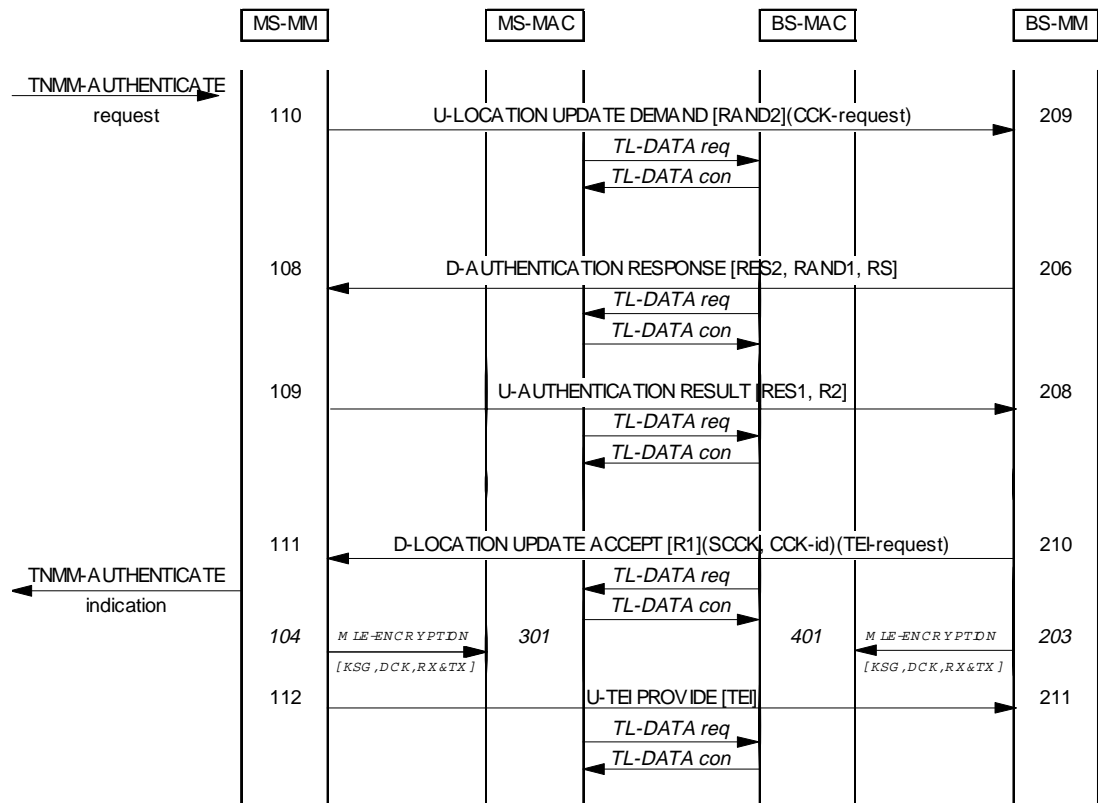 MS-MM MS-MAC BS-MAC BS-MM
TNMM-AUTHENTICATE
request
110 U-LOCATION UPDATE DEMAND [RAND2](CCK-request) 209
TL-DATA req
TL-DATA con
108 D-AUTHENTICATION RESPONSE [RES2, RAND1, RS] 206
TL-DATA req
TL-DATA con
109 U-AUTHENTICATION RESULT [RES1, R2] 208
TL-DATA req
TL-DATA con
111 D-LOCATION UPDATE ACCEPT [R1](SCCK, CCK-id)(TEI-request) 210
TNMM-AUTHENTICATE
indication
TL-DATA req
TL-DATA con
104 MLE-ENCRYPTION 301 401 MLE-ENCRYPTION 203
[KSG,DCK,RX&TX] [KSG,DCK,RX&TX]
112 U-TEI PROVIDE [TEI] 211
TL-DATA req
TL-DATA con